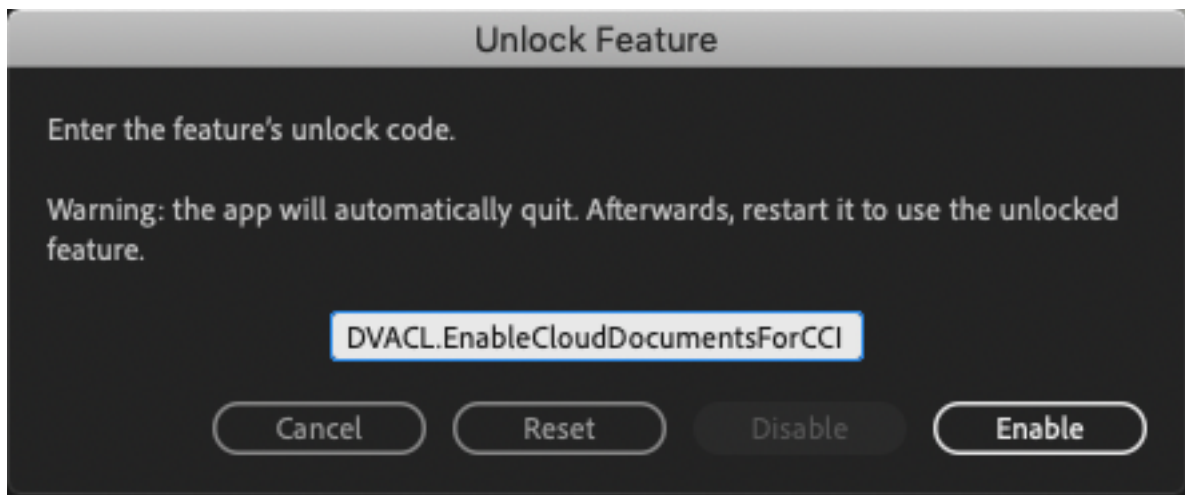 Unlock Feature
Enter the feature's unlock code.
Warning: the app will automatically quit. Afterwards, restart it to use the unlocked
feature.
DVACL.EnableCloudDocumentsForCCI
Cancel Reset Disable Enable